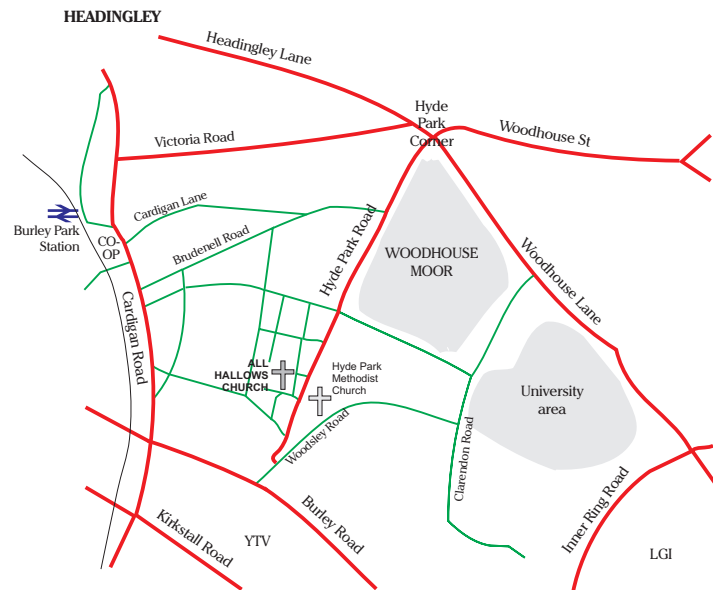 HEADINGLEY
Headingley Lane
Hyde
Park
Corner
Woodhouse St
Victoria Road
Cardigan Lane
Burley Park
Station
CO-
OP
Brudenell Road
Hyde Park Road
WOODHOUSE
MOOR
Woodhouse Lane
Cardigan Road
ALL
HALLOWS
CHURCH
Hyde Park
Methodist
Church
University
area
Woodsley Road
Clarendon Road
Kirkstall Road
YTV
Burley Road
Inner Ring Road
LGI